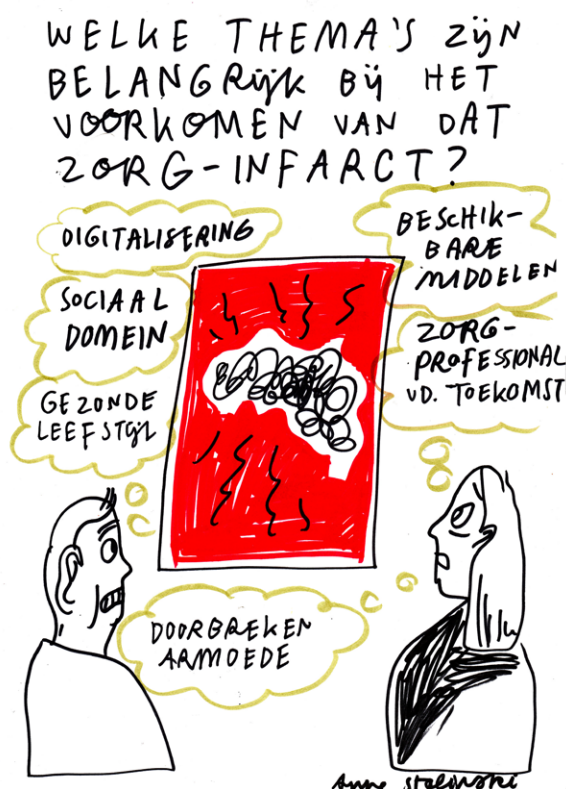 WELKE THEMA'S ZijN
BELANGRijK Bij HET
VOORKOMEN VAN DAT
ZORG-INFARCT?
DIGITALISERING
SOCIAAL
DOMEIN
GEZONDE
LEEFSTijL
BESCHIK-
BARE
MIDDELEN
ZORG-
PROFESSIONAL
VD. TOEKOMST
DOORBREKEN
ARMOEDE